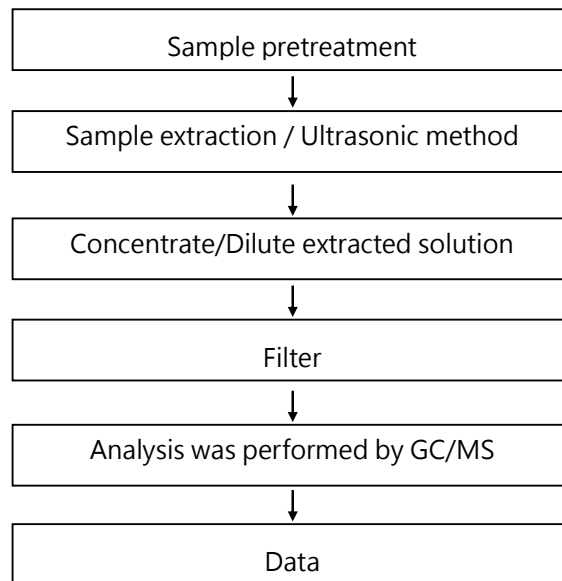 Sample pretreatment
Sample extraction / Ultrasonic method
Concentrate/Dilute extracted solution
Filter
Analysis was performed by GC/MS
Data